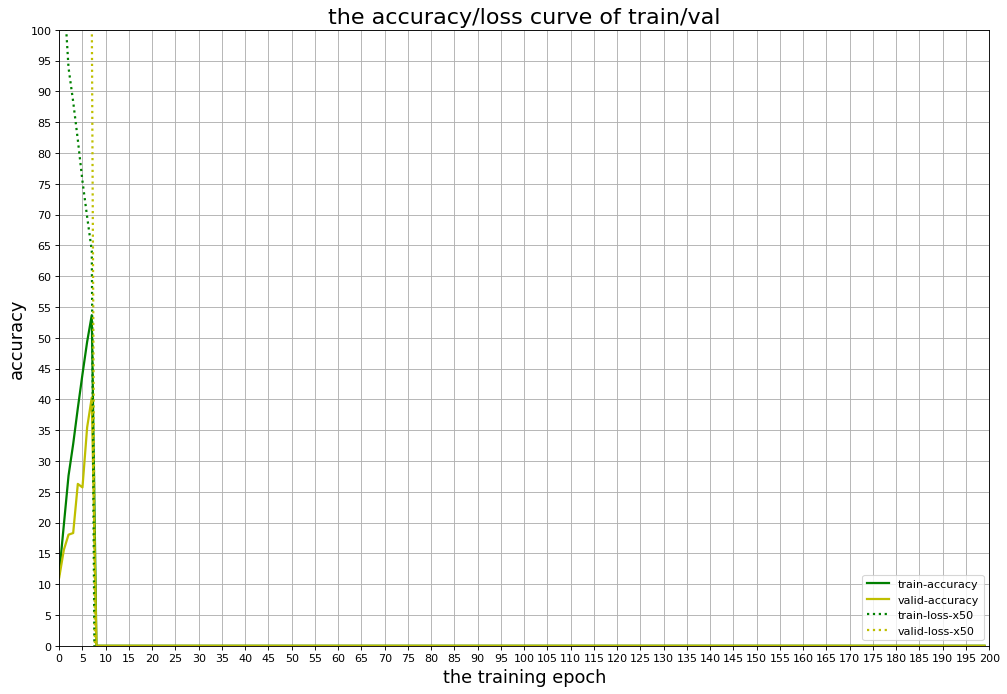 the accuracy/loss curve of train/val
100
95
90
85
80
75
70
65
60
55
50
45
40
35
30
25
20
15
10
5
0
accuracy
train-accuracy
valid-accuracy
train-loss-x50
valid-loss-x50
0 5 10 15 20 25 30 35 40 45 50 55 60 65 70 75 80 85 90 95 100 105 110 115 120 125 130 135 140 145 150 155 160 165 170 175 180 185 190 195 200
the training epoch